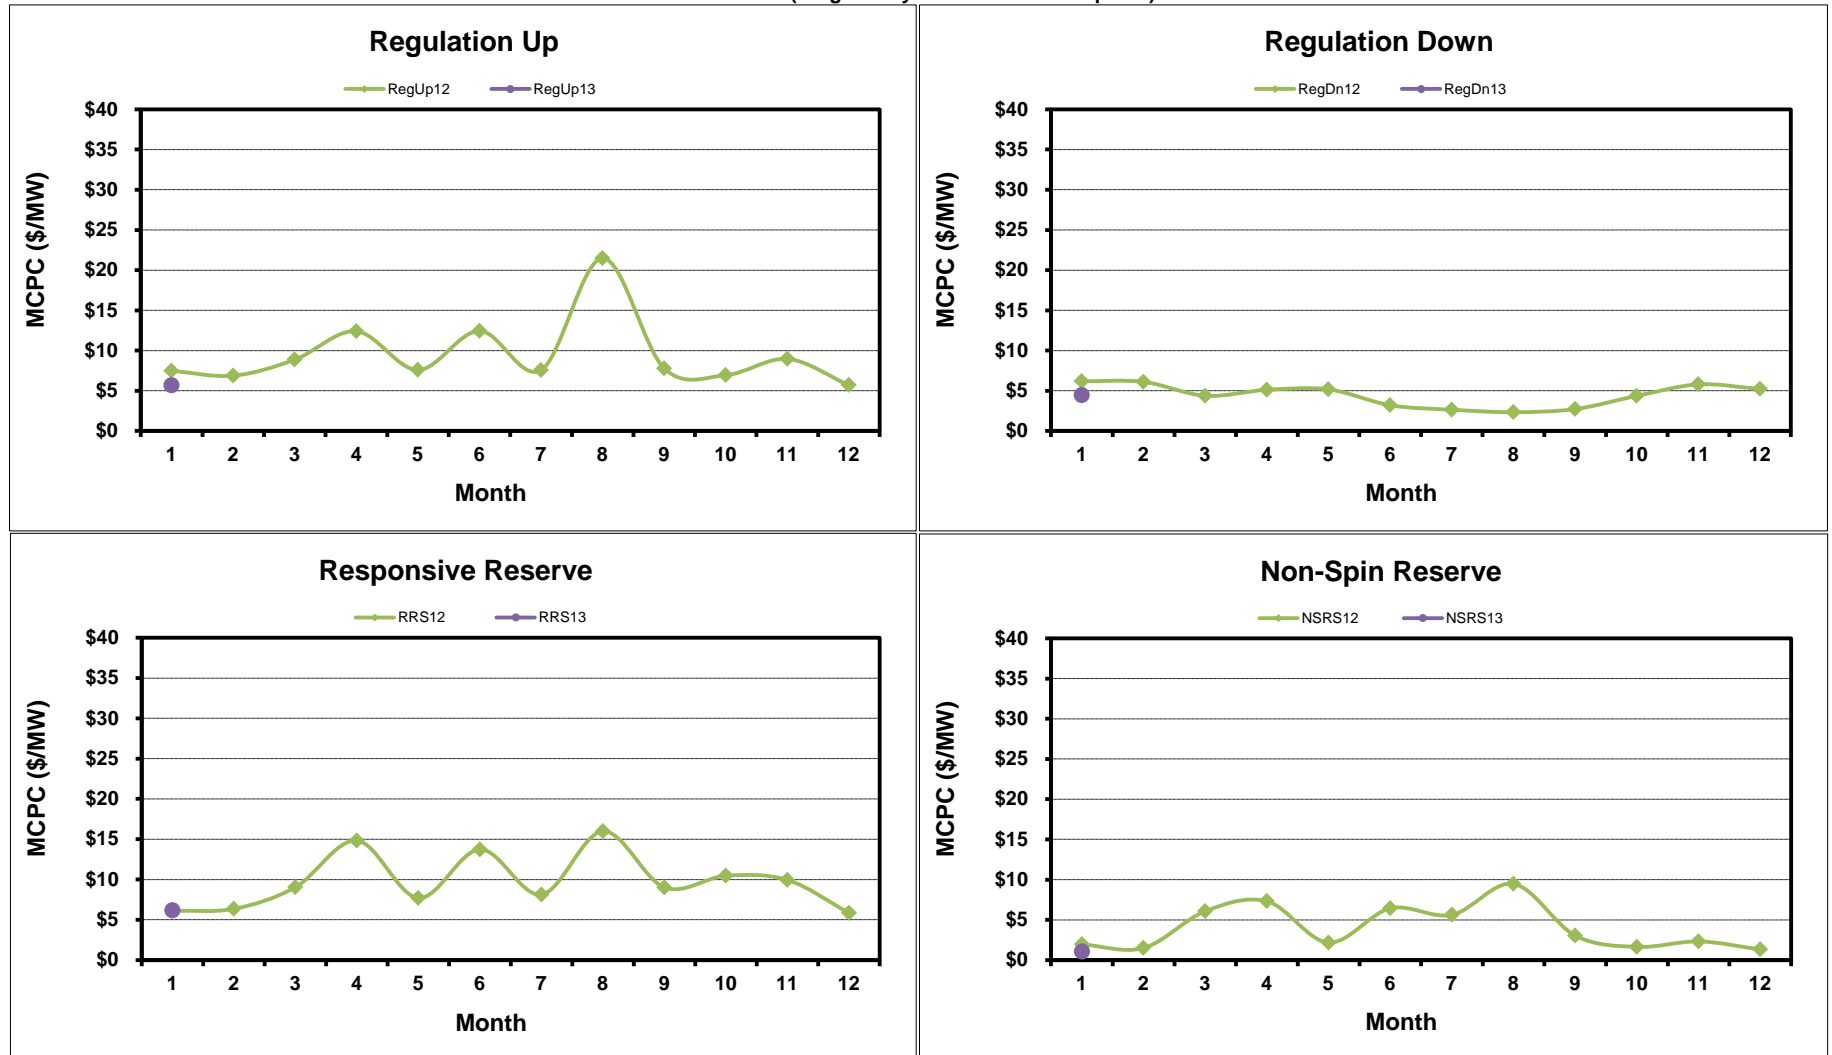 Regulation Up
RegUp12 RegUp13
$40
$35
$30
$25
$20
$15
$10
$5
$0
MCPC ($/MW)
1 2 3 4 5 6 7 8 9 10 11 12
Month
Regulation Down
RegDn12 RegDn13
$40
$35
$30
$25
$20
$15
$10
$5
$0
MCPC ($/MW)
1 2 3 4 5 6 7 8 9 10 11 12
Month
Responsive Reserve
RRS12 RRS13
$40
$35
$30
$25
$20
$15
$10
$5
$0
MCPC ($/MW)
1 2 3 4 5 6 7 8 9 10 11 12
Month
Non-Spin Reserve
NSRS12 NSRS13
$40
$35
$30
$25
$20
$15
$10
$5
$0
MCPC ($/MW)
1 2 3 4 5 6 7 8 9 10 11 12
Month